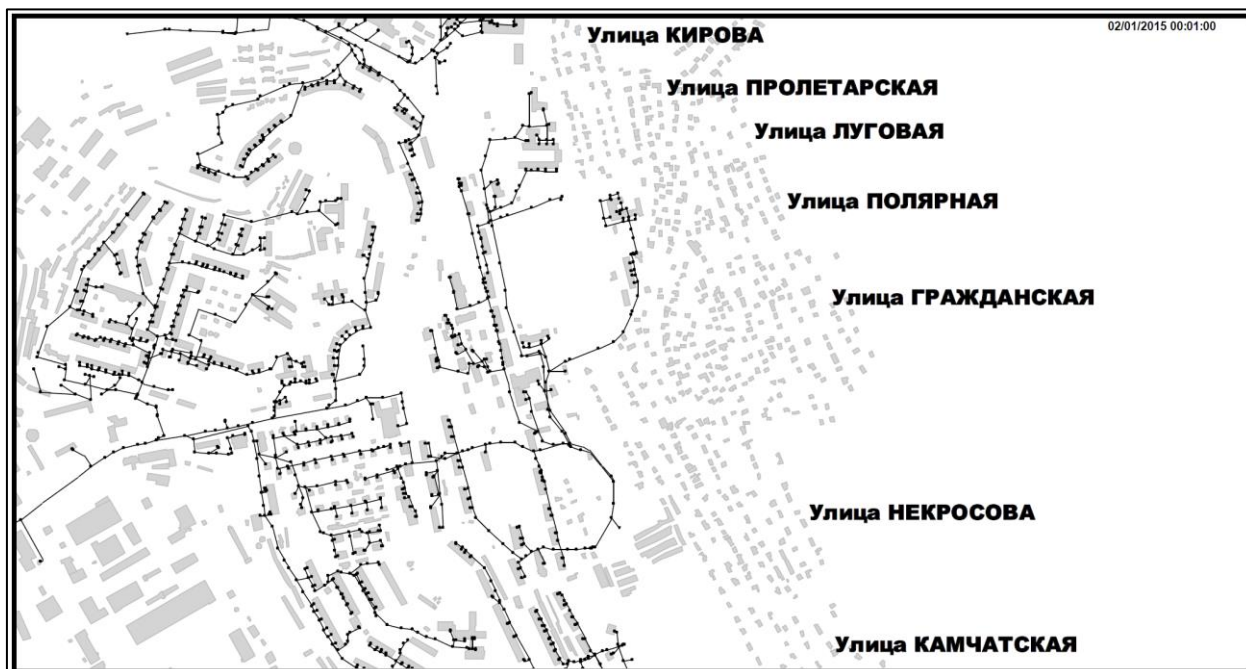 02/01/2015 00:01:00
Улица КИРОВА
Улица ПРОЛЕТАРСКАЯ
Улица ЛУГОВАЯ
Улица ПОЛЯРНАЯ
Улица ГРАЖДАНСКАЯ
Улица НЕКРОСОВА
Улица КАМЧАТСКАЯ